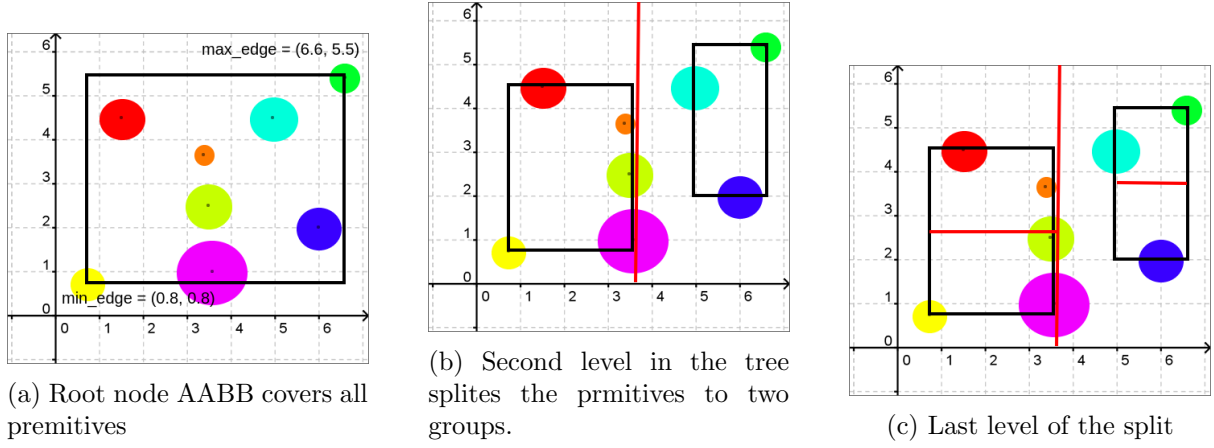 6
max_edge = (6.6, 5.5)
5
4
3
2
1
min_edge = (0.8, 0.8)
0
0 1 2 3 4 5 6
(a) Root node AABB covers all
premitives
6
5
4
3
2
1
0
0 1 2 3 4 5 6
(b) Second level in the tree
splites the prmitives to two
groups.
6
5
4
3
2
1
0
0 1 2 3 4 5 6
(c) Last level of the split